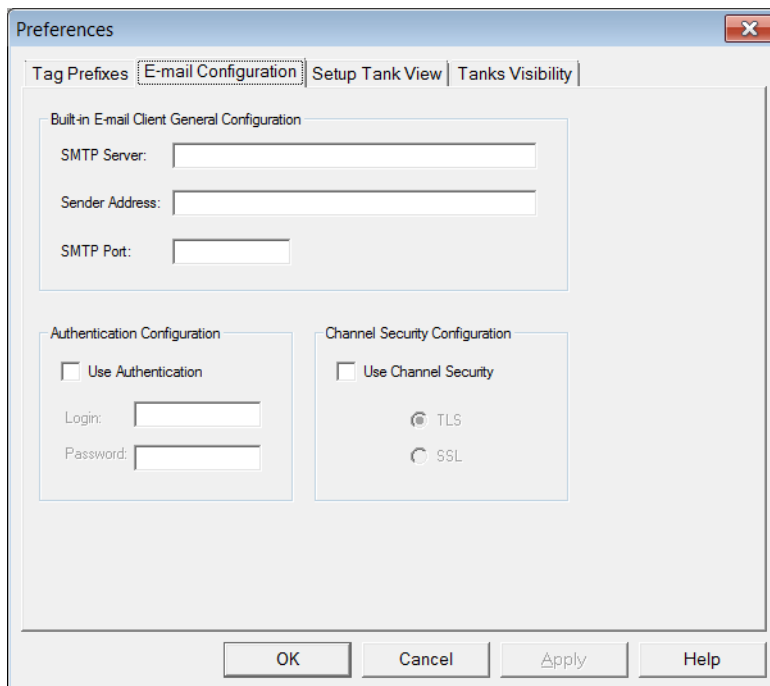 Preferences
Tag Prefixes E-mail Configuration Setup Tank View Tanks Visibility
Built-in E-mail Client General Configuration
SMTP Server:
Sender Address:
SMTP Port:
Authentication Configuration
Use Authentication
Login:
Password:
Channel Security Configuration
Use Channel Security
TLS
SSL
OK Cancel Apply Help